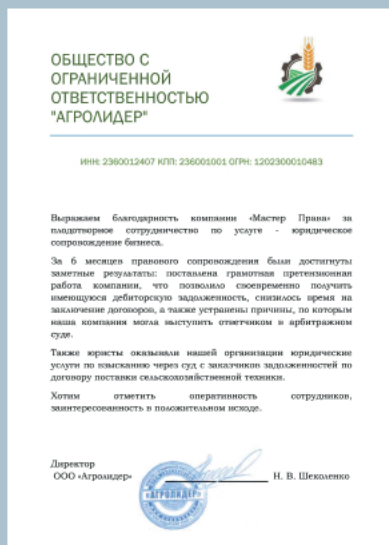 ОБЩЕСТВО С
ОГРАНИЧЕННОЙ
ОТВЕТСТВЕННОСТЬЮ
"АГРОЛИДЕР"
ИНН: 2360012407 КПП: 236001001 ОГРН: 1202300010483
Выражаем благодарность компании «Мастер Права» за
плодотворное сотрудничество по услуге - юридическое
сопровождение бизнеса.
За 6 месяцев правового сопровождения были достигнуты
заметные результаты: поставлена грамотная претензионная
работа компании, что позволило своевременно получить
имеющуюся дебиторскую задолженность, снизилось время на
заключение договоров, а также устранены причины, по которым
наша компания могла выступить ответчиком в арбитражном
суде.
Также юристы оказывали нашей организации юридические
услуги по взысканию через суд с заказчиков задолженностей по
договору поставки сельскохозяйственной техники.
Хотим отметить оперативность сотрудников,
заинтересованность в положительном исходе.
Директор
ООО «Агролидер» Н. В. Шеколенко
«АГРОЛИДЕР»